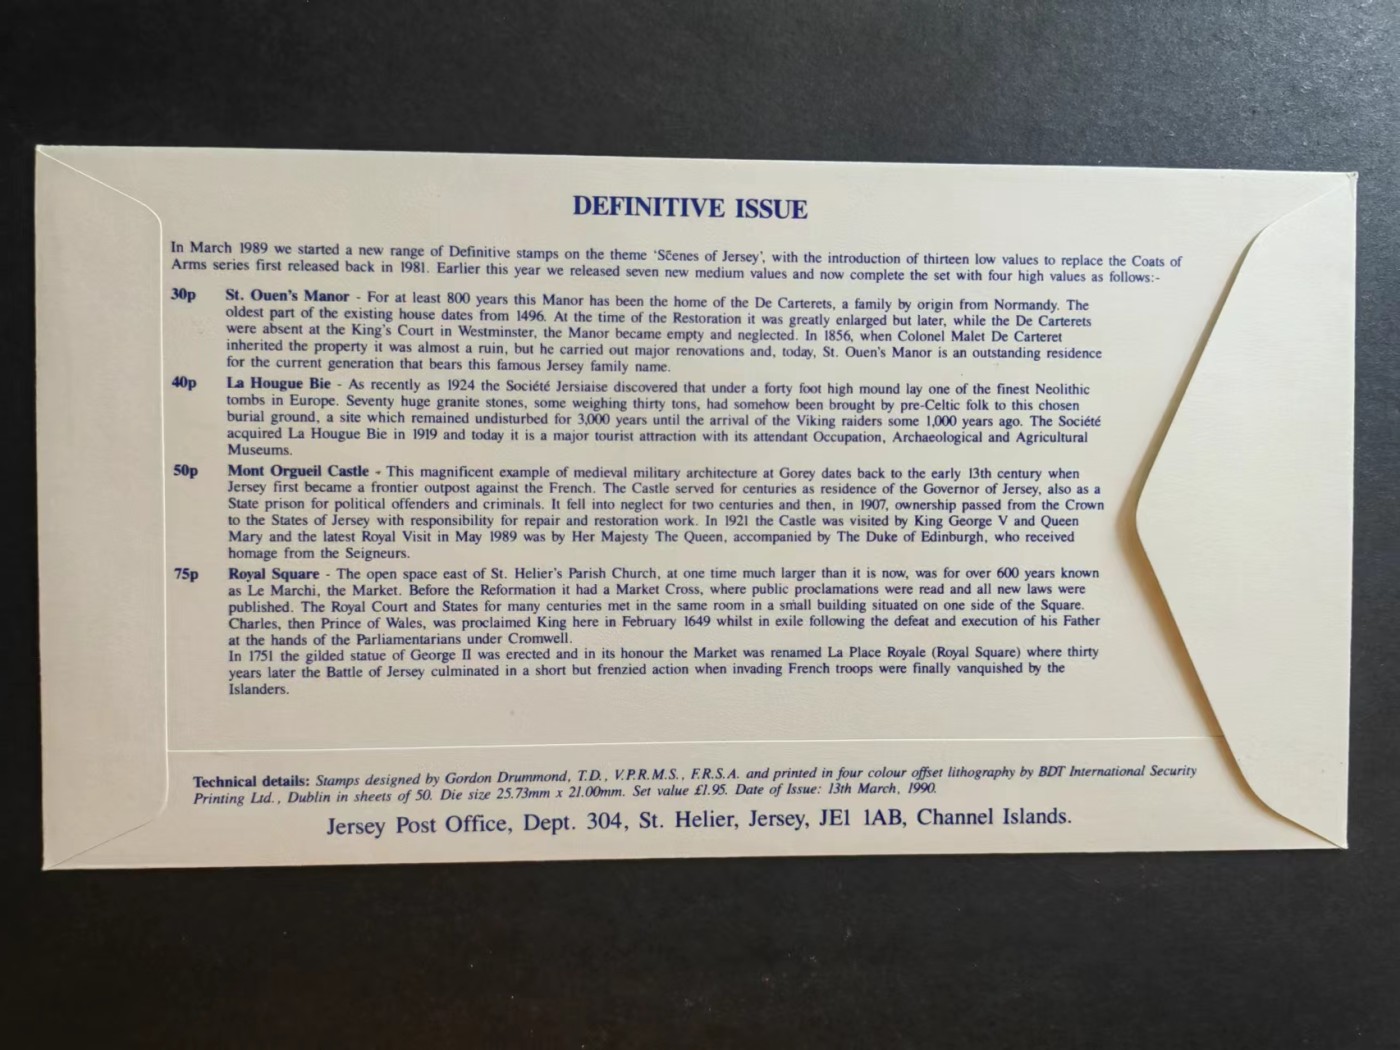 DEFINITIVE ISSUE
In March 1989 we started a new range of Definitive stamps on the theme 'Scenes of Jersey', with the introduction of thirteen low values to replace the Coats of
Arms series first released back in 1981. Earlier this year we released seven new medium values and now complete the set with four high values as follows:-
30p St. Ouen's Manor - For at least 800 years this Manor has been the home of the De Carterets, a family by origin from Normandy. The
oldest part of the existing house dates from 1496. At the time of the Restoration it was greatly enlarged but later, while the De Carterets
were absent at the King's Court in Westminster, the Manor became empty and neglected. In 1856, when Colonel Malet De Carteret
inherited the property it was almost a ruin, but he carried out major renovations and, today, St. Ouen's Manor is an outstanding residence
for the current generation that bears this famous Jersey family name.
40p La Hougue Bie - As recently as 1924 the Société Jersiaise discovered that under a forty foot high mound lay one of the finest Neolithic
tombs in Europe. Seventy huge granite stones, some weighing thirty tons, had somehow been brought by pre-Celtic folk to this chosen
burial ground, a site which remained undisturbed for 3,000 years until the arrival of the Viking raiders some 1,000 years ago. The Société
acquired La Hougue Bie in 1919 and today it is a major tourist attraction with its attendant Occupation, Archaeological and Agricultural
Museums.
50p Mont Orgueil Castle - This magnificent example of medieval military architecture at Gorey dates back to the early 13th century when
Jersey first became a frontier outpost against the French. The Castle served for centuries as residence of the Governor of Jersey, also as a
State prison for political offenders and criminals. It fell into neglect for two centuries and then, in 1907, ownership passed from the Crown
to the States of Jersey with responsibility for repair and restoration work. In 1921 the Castle was visited by King George V and Queen
Mary and the latest Royal Visit in May 1989 was by Her Majesty The Queen, accompanied by The Duke of Edinburgh, who received
homage from the Seigneurs.
75p Royal Square - The open space east of St. Helier's Parish Church, at one time much larger than it is now, was for over 600 years known
as Le Marchi, the Market. Before the Reformation it had a Market Cross, where public proclamations were read and all new laws were
published. The Royal Court and States for many centuries met in the same room in a small building situated on one side of the Square.
Charles, then Prince of Wales, was proclaimed King here in February 1649 whilst in exile following the defeat and execution of his Father
at the hands of the Parliamentarians under Cromwell.
In 1751 the gilded statue of George II was erected and in its honour the Market was renamed La Place Royale (Royal Square) where thirty
years later the Battle of Jersey culminated in a short but frenzied action when invading French troops were finally vanquished by the
Islanders.
Technical details: Stamps designed by Gordon Drummond, T.D., V.P.R.M.S., F.R.S.A. and printed in four colour offset lithography by BDT International Security
Printing Ltd., Dublin in sheets of 50. Die size 25.73mm x 21.00mm. Set value £1.95. Date of Issue: 13th March, 1990.
Jersey Post Office, Dept. 304, St. Helier, Jersey, JE1 1AB, Channel Islands.